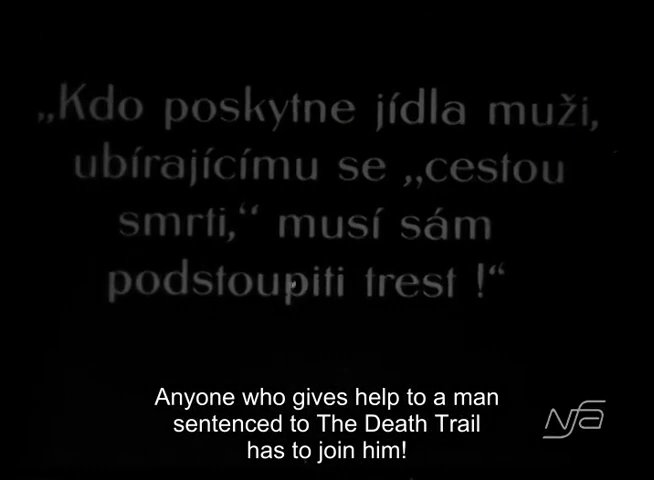 „Kdo poskytne jídla muži,
ubírajícímu se „cestou
smrti,“ musí sám
podstoupiti trest !“
Anyone who gives help to a man
sentenced to The Death Trail
has to join him!
nfa